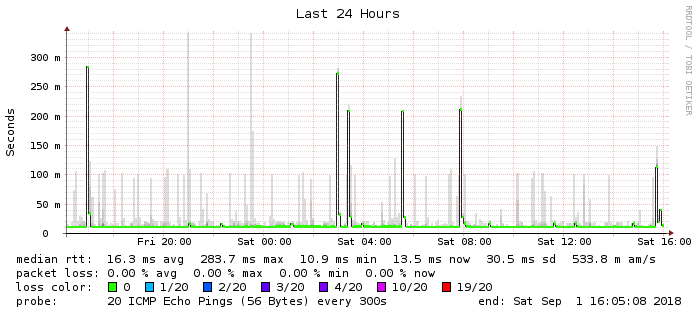 Last 24 Hours
RRDTOOL / TOBI OETIKER
Seconds
300 m
250 m
200 m
150 m
100 m
50 m
0
Fri 20:00 Sat 00:00 Sat 04:00 Sat 08:00 Sat 12:00 Sat 16:00
median rtt: 16.3 ms avg 283.7 ms max 10.9 ms min 13.5 ms now 30.5 ms sd 533.8 m am/s
packet loss: 0.00 % avg 0.00 % max 0.00 % min 0.00 % now
loss color: 0 1/20 2/20 3/20 4/20 10/20 19/20
probe: 20 ICMP Echo Pings (56 Bytes) every 300s end: Sat Sep 1 16:05:08 2018